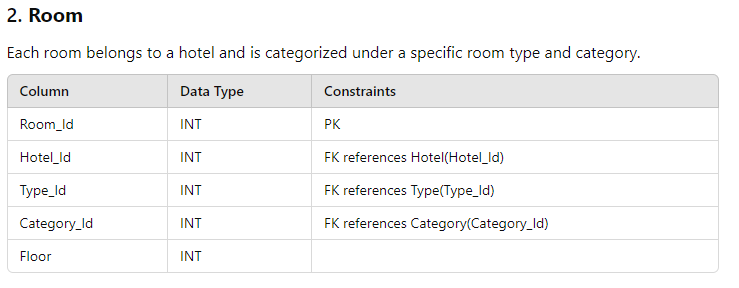 2. Room
Each room belongs to a hotel and is categorized under a specific room type and category.
Column Data Type Constraints
Room_Id INT PK
Hotel_Id INT FK references Hotel(Hotel_Id)
Type_Id INT FK references Type(Type_Id)
Category_Id INT FK references Category(Category_Id)
Floor INT